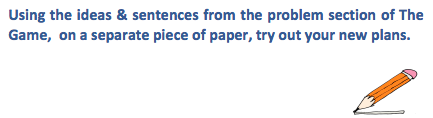 Using the ideas & sentences from the problem section of The
Game, on a separate piece of paper, try out your new plans.